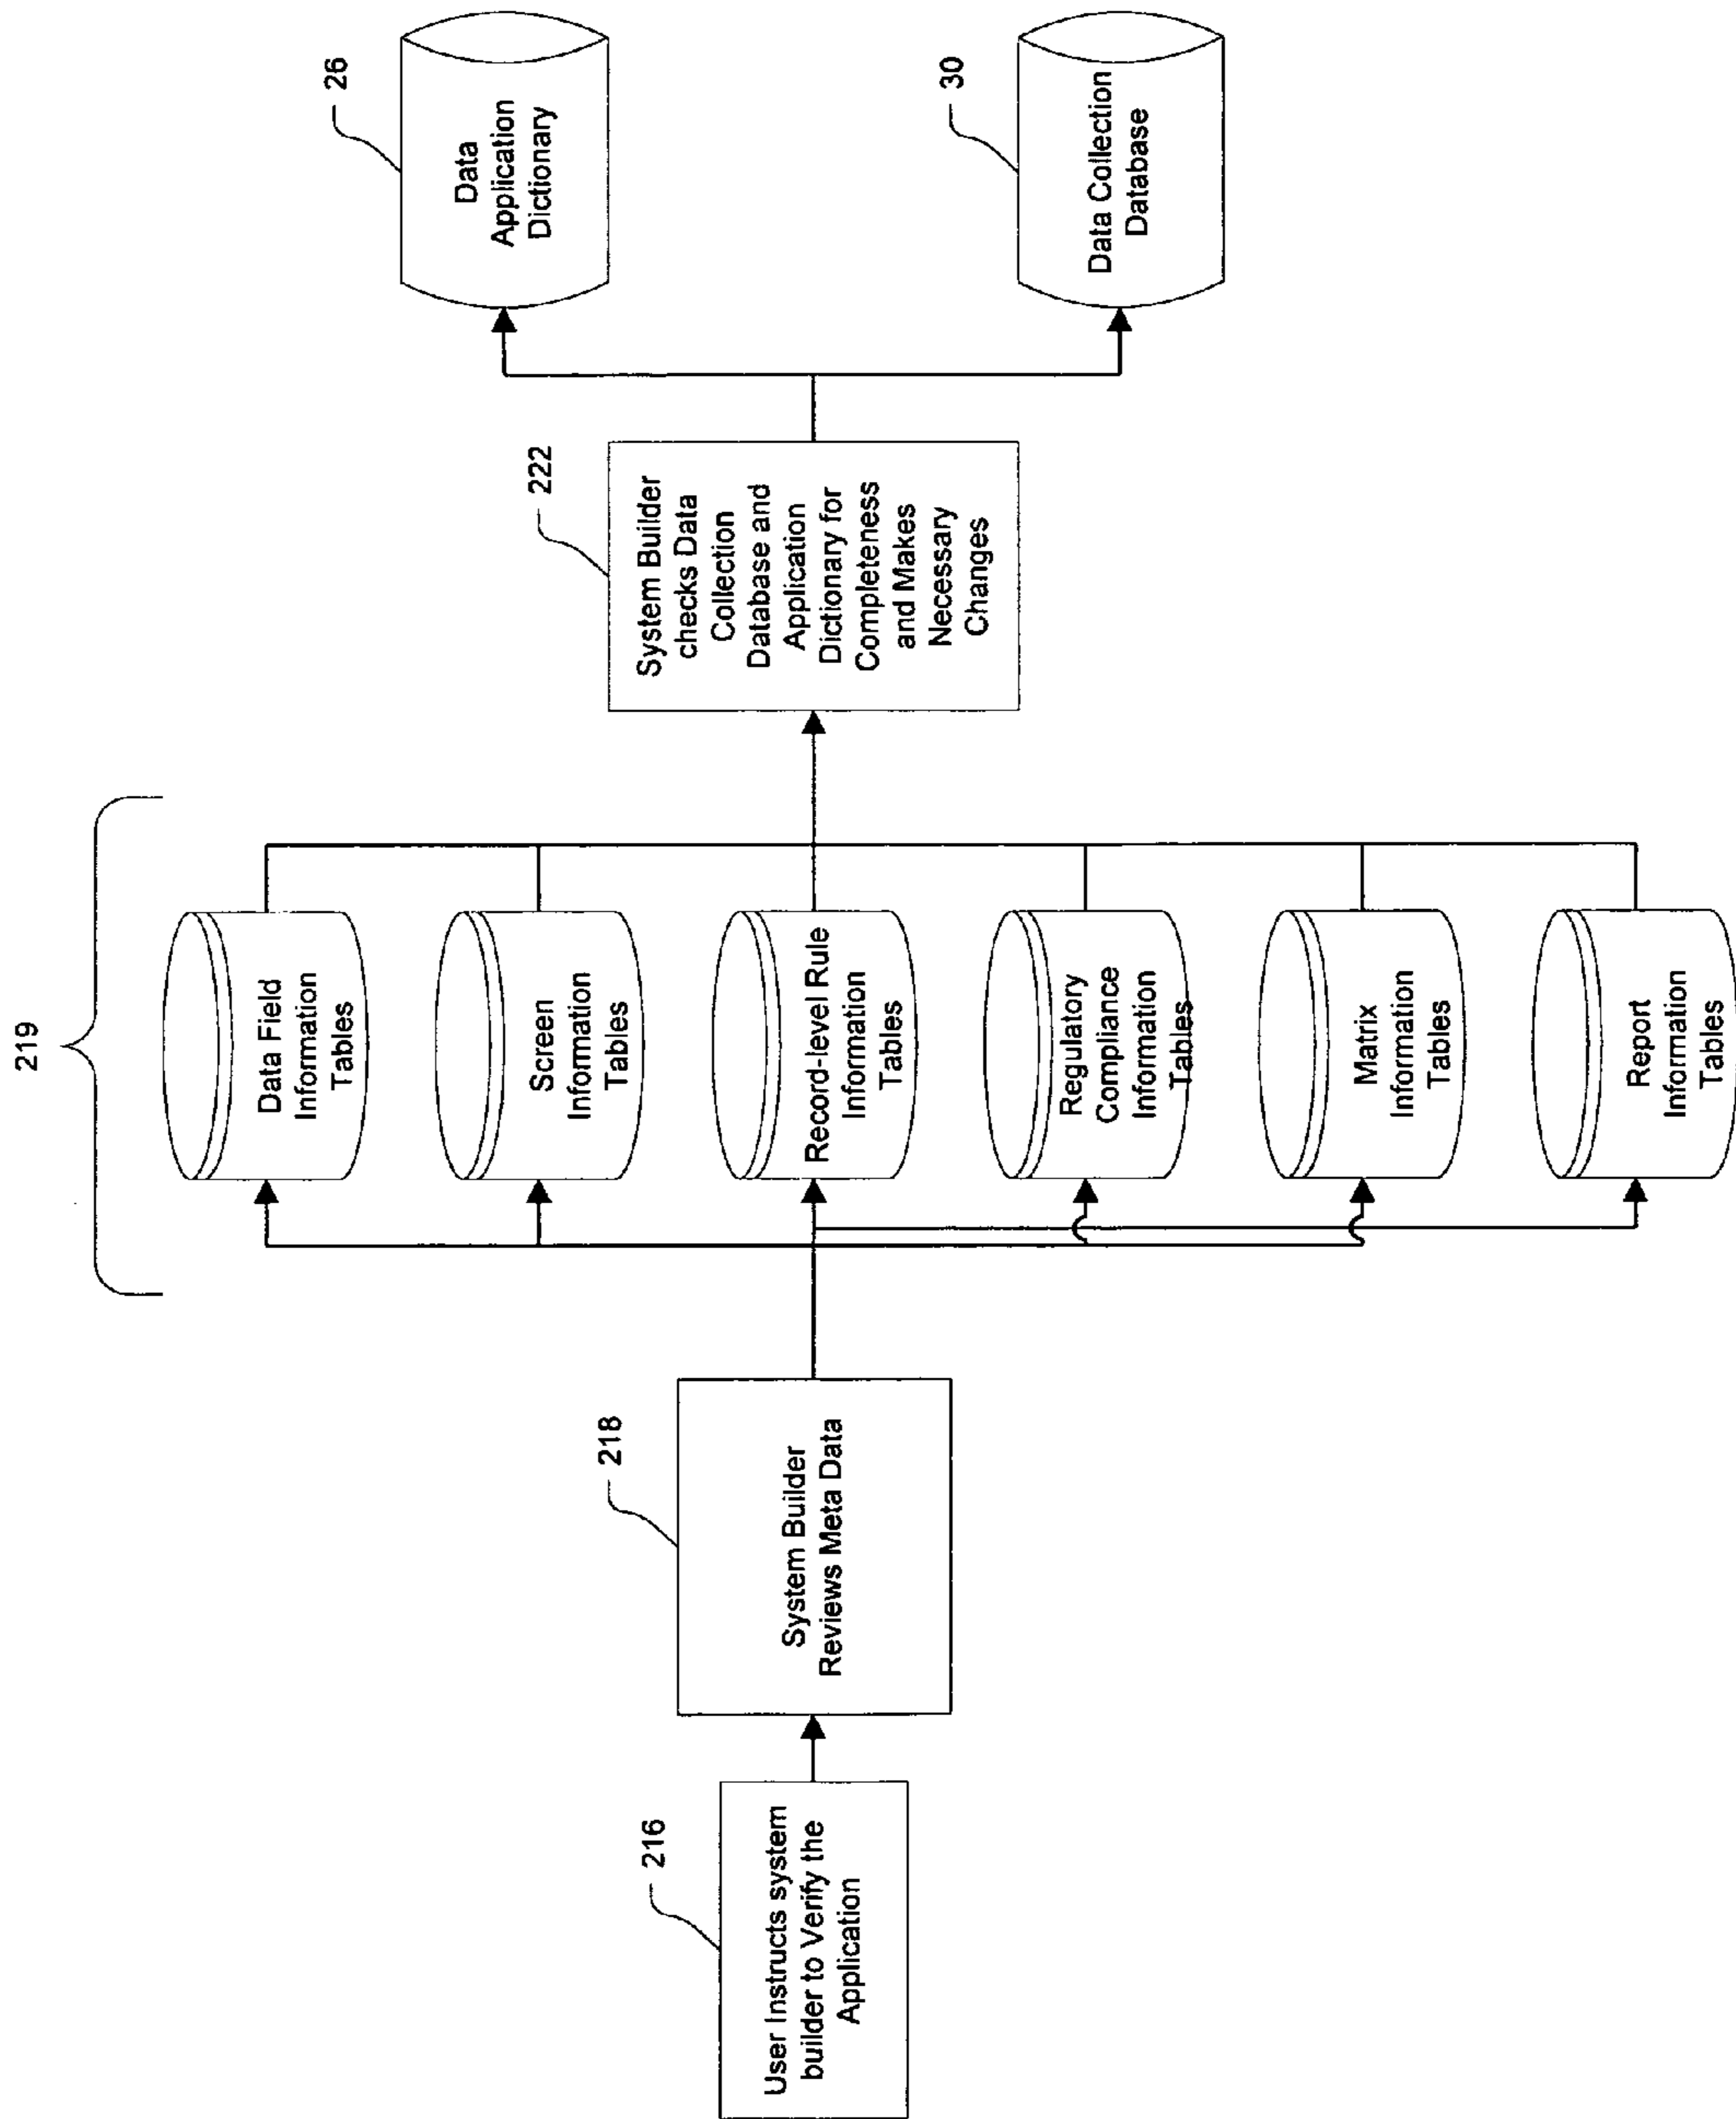 219
Data Field
Information
Tables
Screen
Information
Tables
Record-level Rule
Information
Tables
Regulatory
Compliance
Information
Tables
Matrix
Information
Tables
Report
Information
Tables
216
User Instructs system
builder to Verify the
Application
218
System Builder
Reviews Meta Data
222
System Builder
checks Data
Collection
Database and
Application
Dictionary for
Completeness
and Makes
Necessary
Changes
26
Data
Application
Dictionary
30
Data Collection
Database